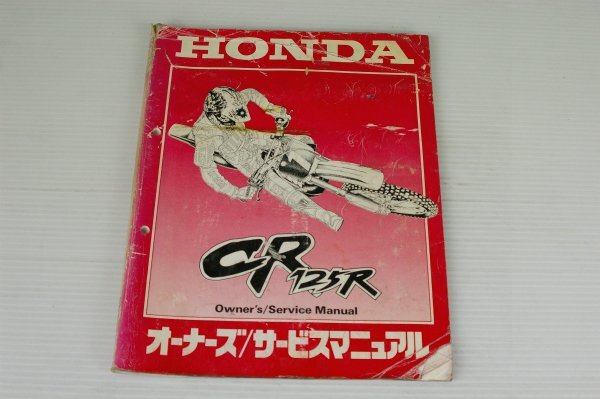 HONDA
CR125R
Owner's/Service Manual
オーナーズ/サービスマニュアル